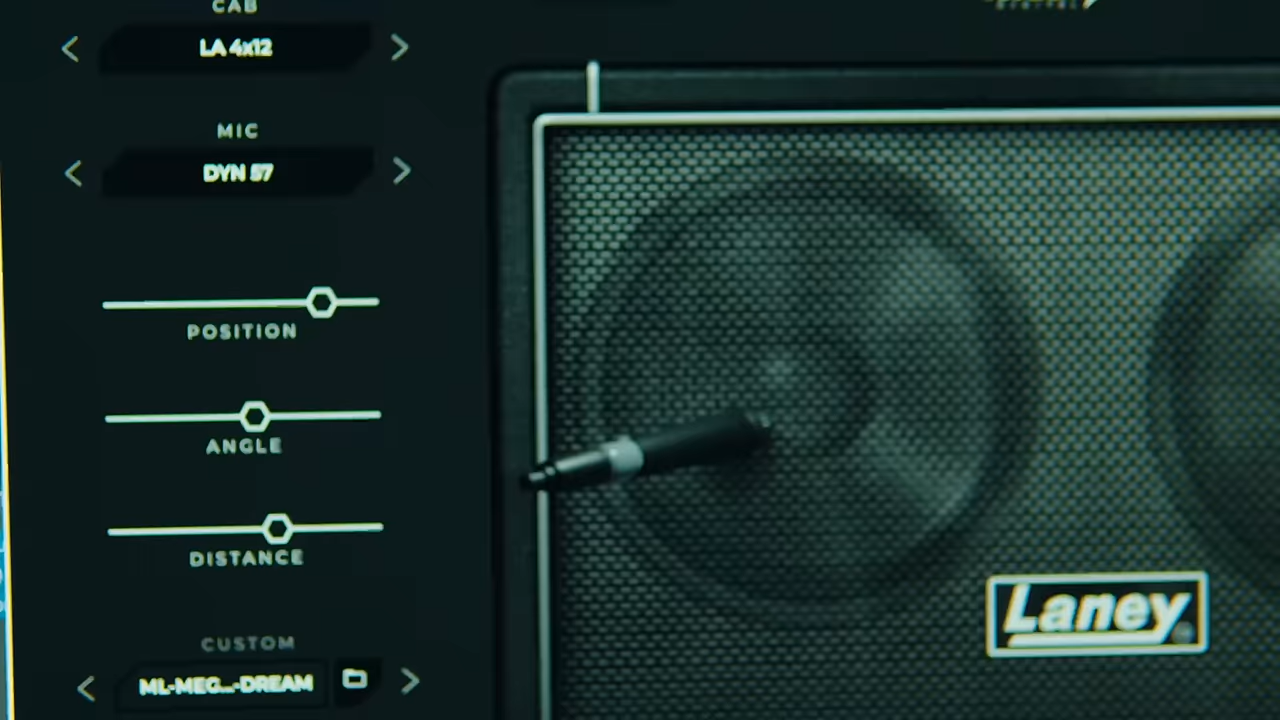 CAB
LA 4x12
MIC
DYN 57
POSITION
ANGLE
DISTANCE
CUSTOM
ML-MEG...-DREAM
Laney